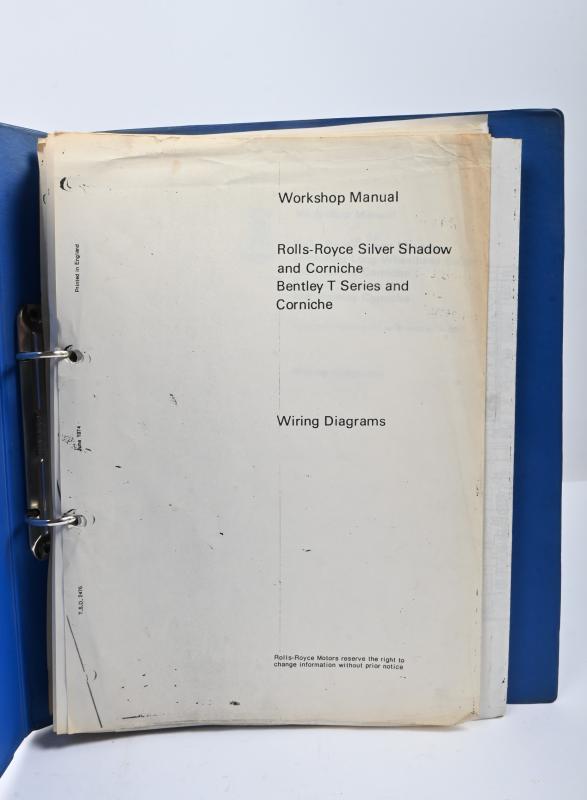 Workshop Manual
Rolls-Royce Silver Shadow
and Corniche
Bentley T Series and
Corniche
Wiring Diagrams
Rolls-Royce Motors reserve the right to
change information without prior notice
Printed in England
June 1974
T.S.D. 2476